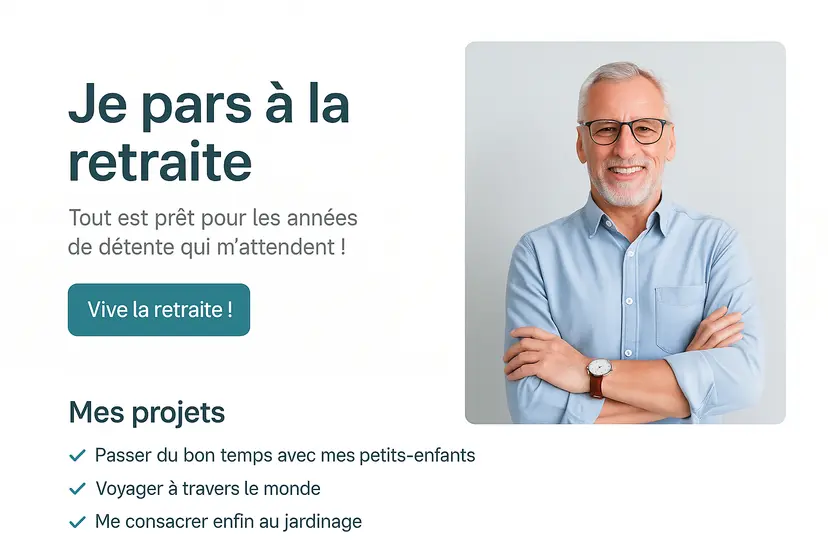 Je pars à la
retraite
Tout est prêt pour les années
de détente qui m’attendent !
Vive la retraite !
Mes projets
Passer du bon temps avec mes petits-enfants
Voyager à travers le monde
Me consacrer enfin au jardinage